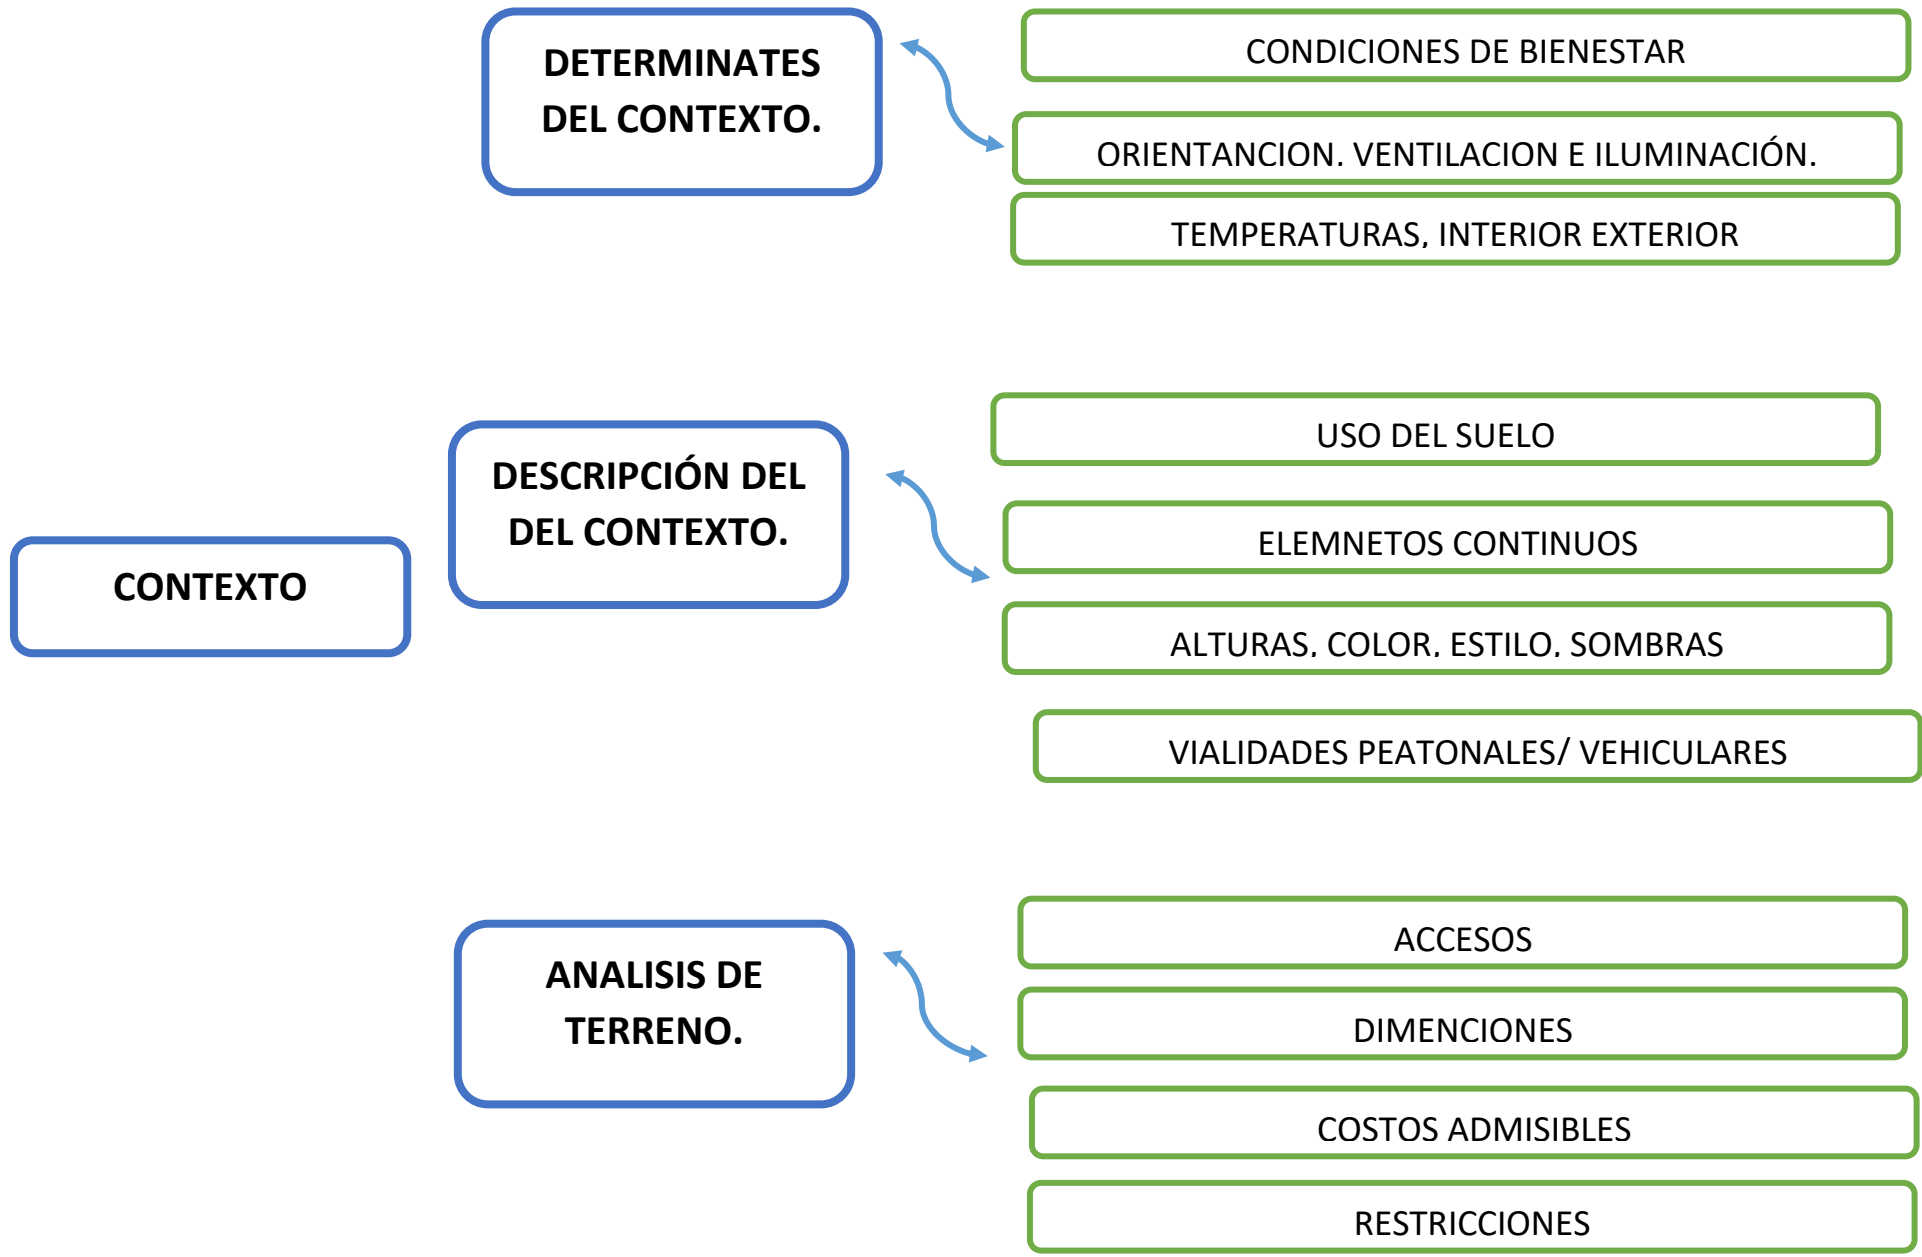 CONTEXTO
DETERMINATES
DEL CONTEXTO.
CONDICIONES DE BIENESTAR
ORIENTANCION. VENTILACION E ILUMINACIÓN.
TEMPERATURAS, INTERIOR EXTERIOR
DESCRIPCIÓN DEL
DEL CONTEXTO.
USO DEL SUELO
ELEMNETOS CONTINUOS
ALTURAS, COLOR, ESTILO, SOMBRAS
VIALIDADES PEATONALES/ VEHICULARES
ANALISIS DE
TERRENO.
ACCESOS
DIMENCIONES
COSTOS ADMISIBLES
RESTRICCIONES